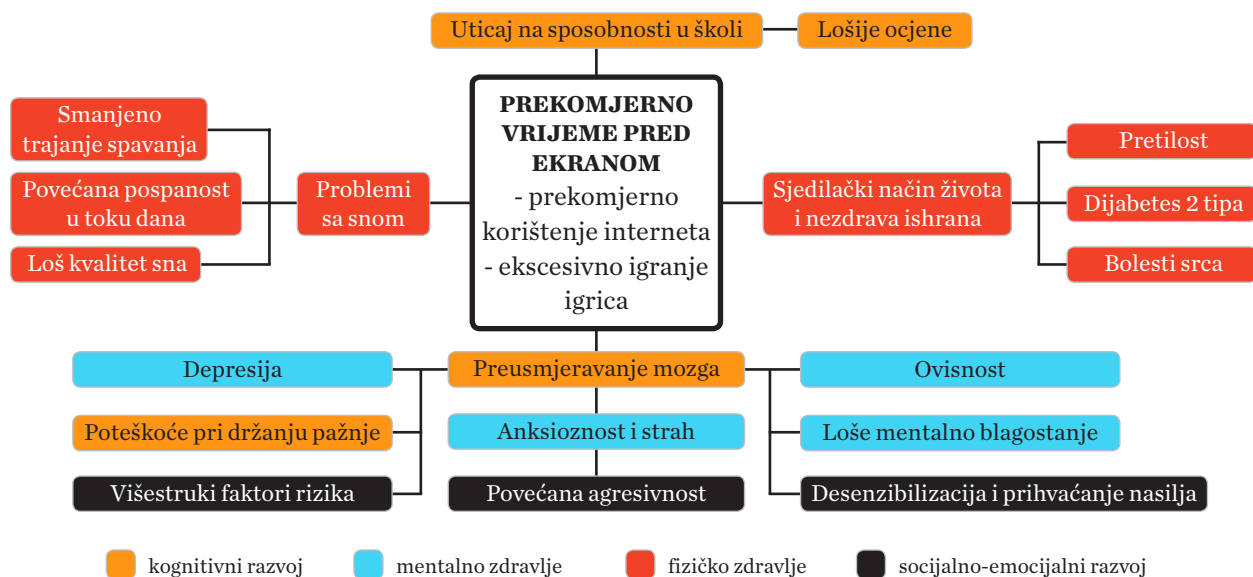 Uticaj na sposobnosti u školi
Lošije ocjene
PREKOMJERNO
VRIJEME PRED
EKRANOM
- prekomjerno
korištenje interneta
- ekscesivno igranje
igrica
Smanjeno
trajanje spavanja
Povećana pospanost
u toku dana
Loš kvalitet sna
Problemi
sa snom
Sjedilački način života
i nezdrava ishrana
Pretilost
Dijabetes 2 tipa
Bolesti srca
Depresija
Preusmjeravanje mozga
Ovisnost
Poteškoće pri držanju pažnje
Anksioznost i strah
Loše mentalno blagostanje
Višestruki faktori rizika
Povećana agresivnost
Desenzibilizacija i prihvaćanje nasilja
kognitivni razvoj
mentalno zdravlje
fizičko zdravlje
socijalno-emocijalni razvoj